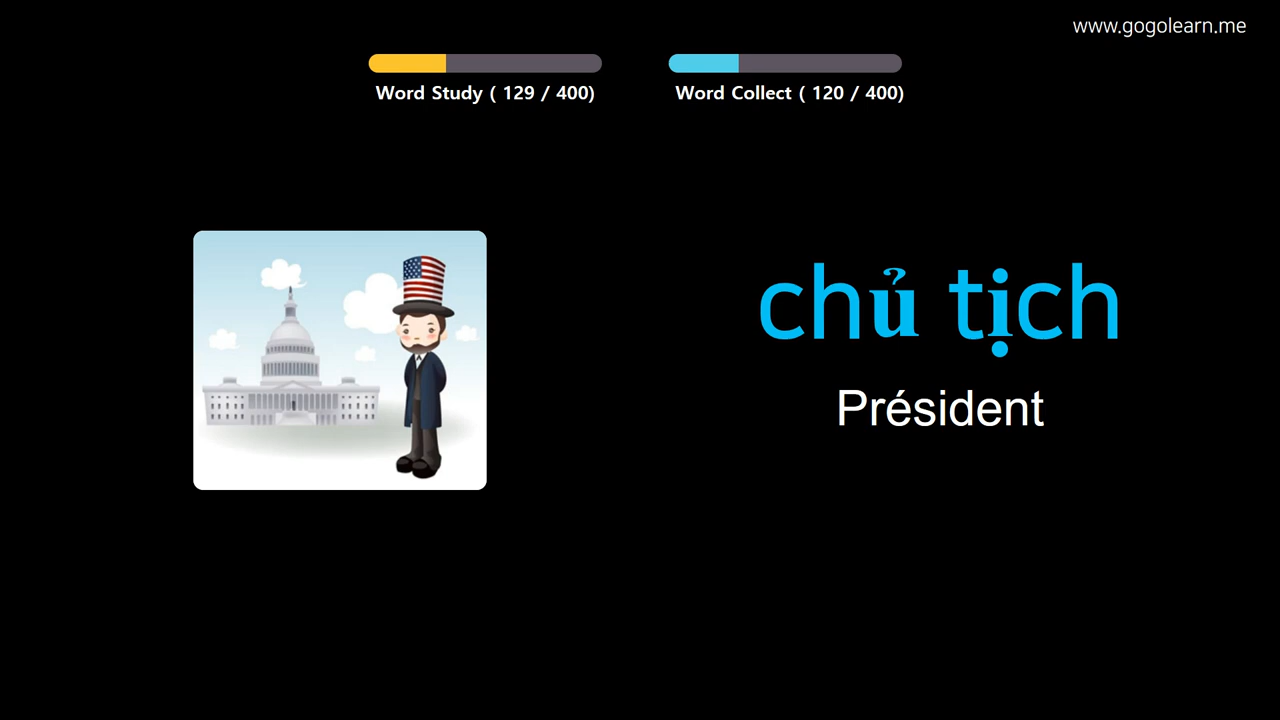 www.gogolearn.me
Word Study ( 129 / 400)
Word Collect ( 120 / 400)
chủ tịch
Président